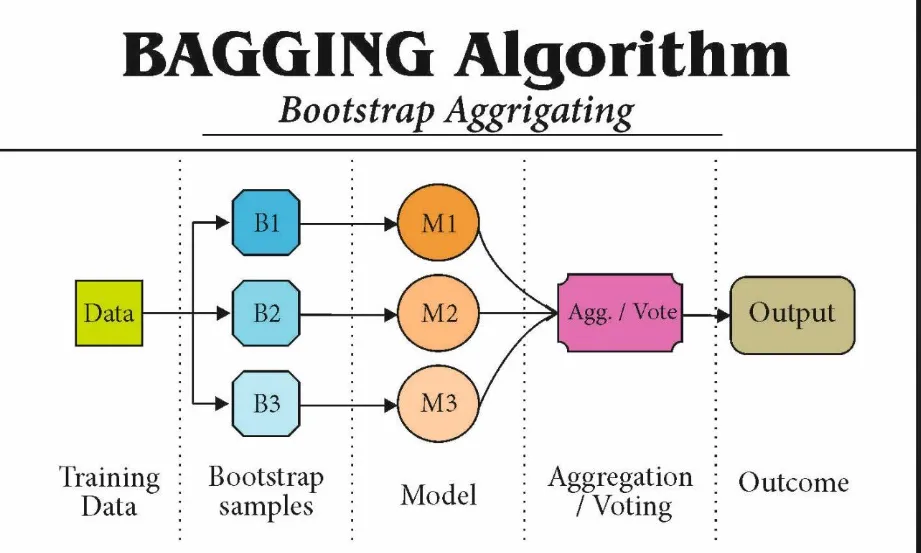 BAGGING Algorithm
Bootstrap Aggrigating
B1
M1
Data
B2
M2
Agg. / Vote
Output
B3
M3
Training
Data
Bootstrap
samples
Model
Aggregation
/ Voting
Outcome